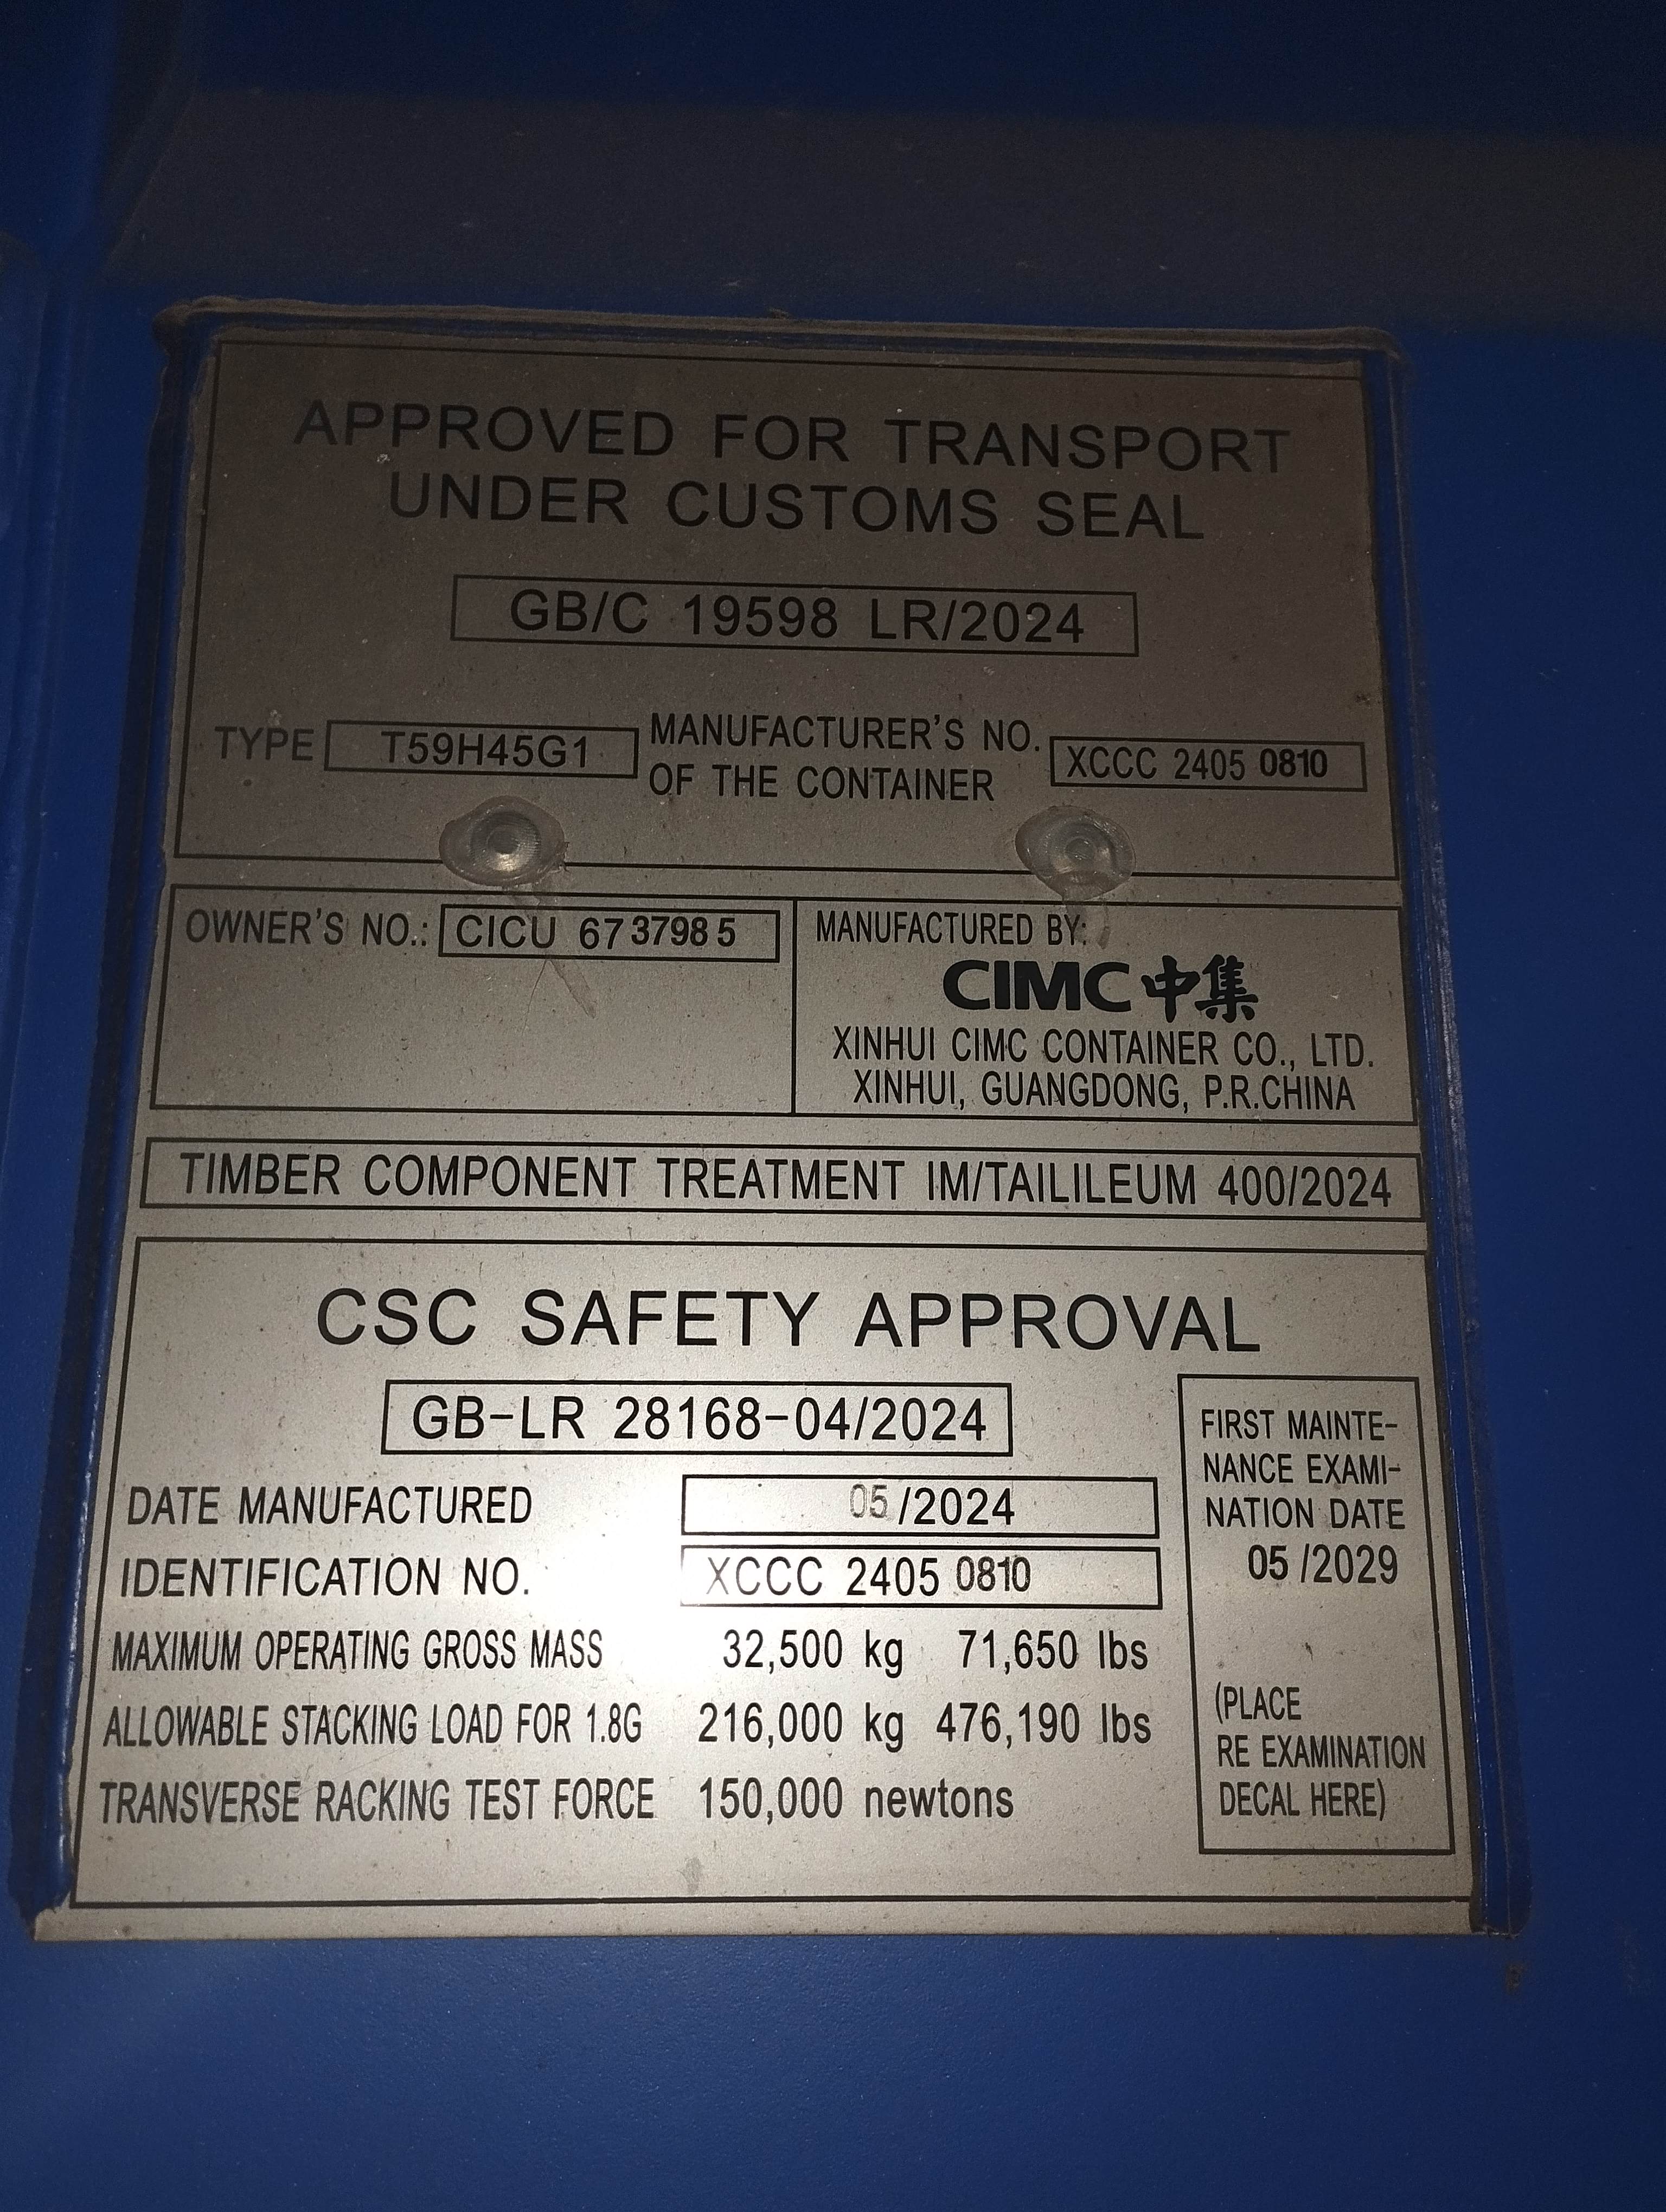 APPROVED FOR TRANSPORT
UNDER CUSTOMS SEAL
GB/C 19598 LR/2024
TYPE T59H45G1
MANUFACTURER'S NO.
OF THE CONTAINER
XCCC 2405 0810
OWNER'S NO.: CICU 673798 5
MANUFACTURED BY:
CIMC 中集
XINHUI CIMC CONTAINER CO., LTD.
XINHUI, GUANGDONG, P.R.CHINA
TIMBER COMPONENT TREATMENT IM/TAILILEUM 400/2024
CSC SAFETY APPROVAL
GB-LR 28168-04/2024
DATE MANUFACTURED 05/2024
IDENTIFICATION NO. XCCC 2405 0810
MAXIMUM OPERATING GROSS MASS 32,500 kg 71,650 lbs
ALLOWABLE STACKING LOAD FOR 1.8G 216,000 kg 476,190 lbs
TRANSVERSE RACKING TEST FORCE 150,000 newtons
FIRST MAINTE-
NANCE EXAMI-
NATION DATE
05 /2029
(PLACE
RE EXAMINATION
DECAL HERE)